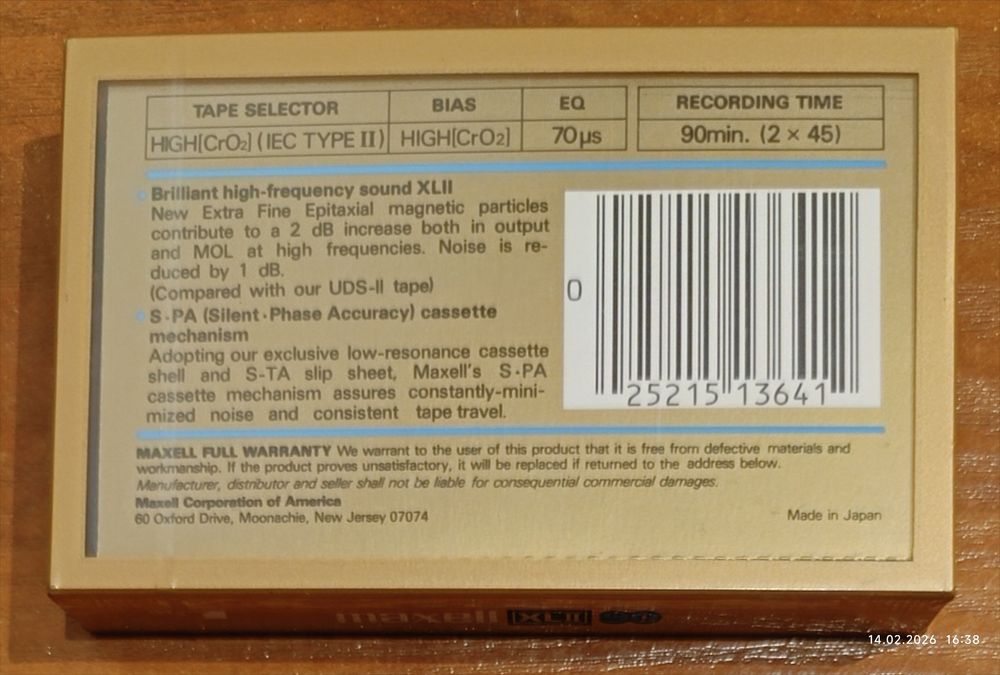 TAPE SELECTOR BIAS EQ RECORDING TIME
HIGH[CrO₂] (IEC TYPE II) HIGH[CrO₂] 70μs 90min. (2 × 45)
Brilliant high-frequency sound XLII
New Extra Fine Epitaxial magnetic particles
contribute to a 2 dB increase both in output
and MOL at high frequencies. Noise is re-
duced by 1 dB.
(Compared with our UDS-II tape)
S·PA (Silent·Phase Accuracy) cassette
mechanism
Adopting our exclusive low-resonance cassette
shell and S-TA slip sheet, Maxell's S·PA
cassette mechanism assures constantly-mini-
mized noise and consistent tape travel.
0
25215 13641
MAXELL FULL WARRANTY We warrant to the user of this product that it is free from defective materials and
workmanship. If the product proves unsatisfactory, it will be replaced if returned to the address below.
Manufacturer, distributor and seller shall not be liable for consequential commercial damages.
Maxell Corporation of America
60 Oxford Drive, Moonachie, New Jersey 07074
Made in Japan
maxell XLII
14.02.2026 16:38